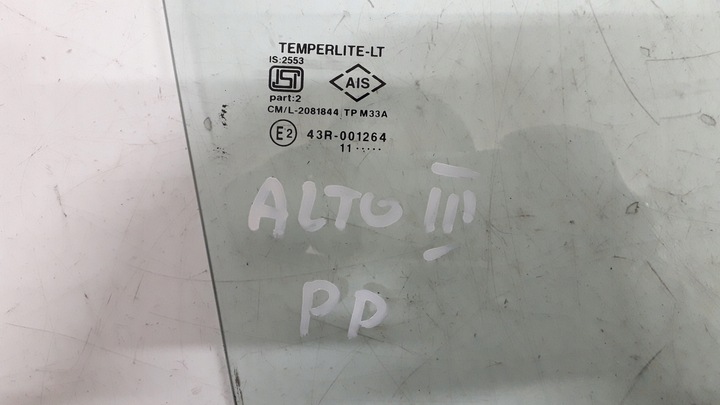 TEMPERLITE-LT
IS:2553
ISI AIS
part:2
CM/L-2081844 TP M33A
E2 43R-001264
11 ·····
ALTO III
PP